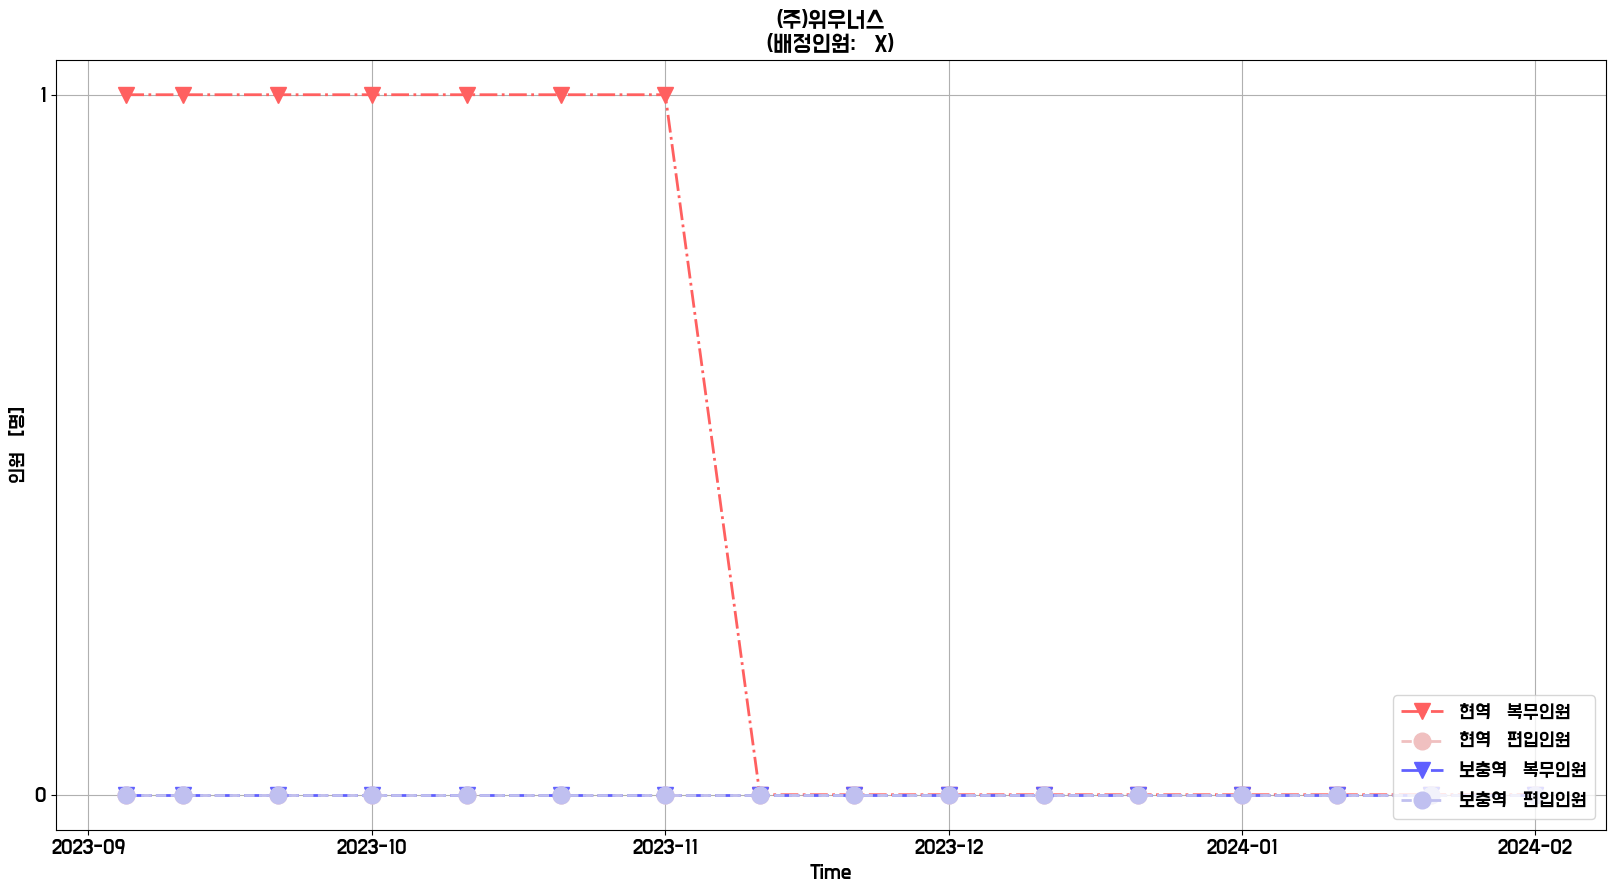 (주)위우너스
(배정인원: X)
인원 [명]
1
0
2023-09 2023-10 2023-11 2023-12 2024-01 2024-02
Time
현역 복무인원
현역 편입인원
보충역 복무인원
보충역 편입인원